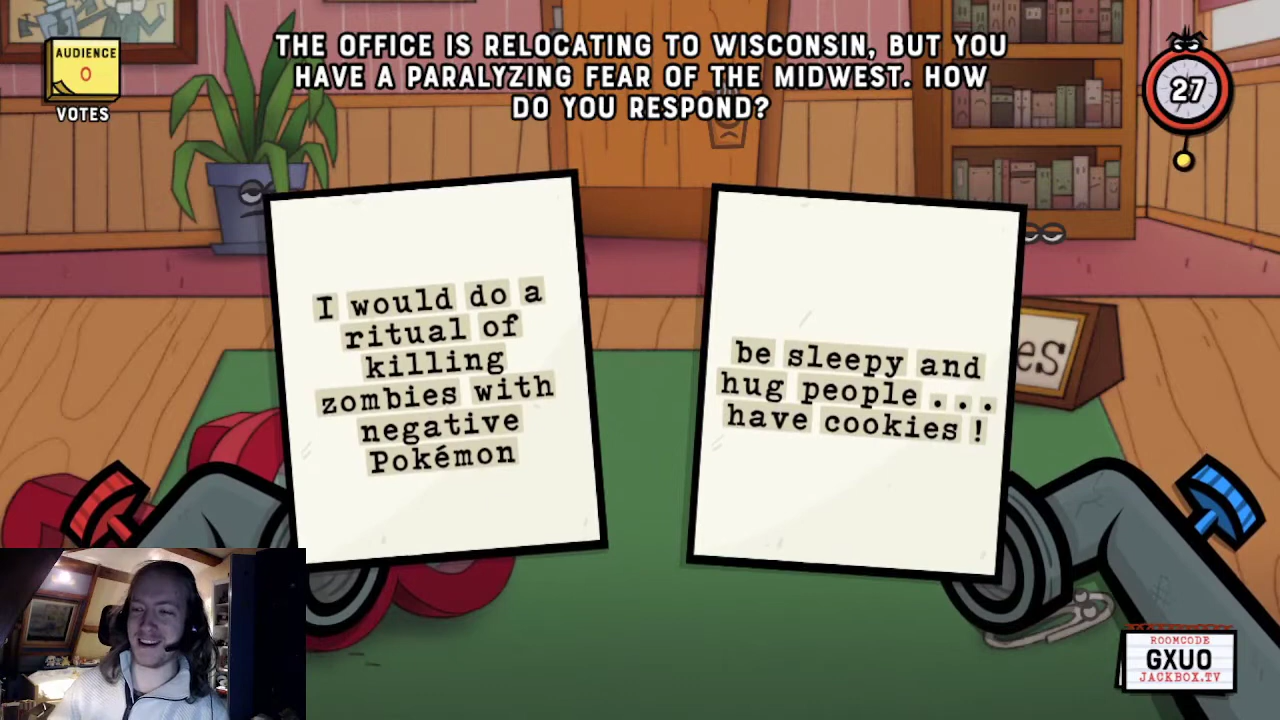 AUDIENCE
0
VOTES
THE OFFICE IS RELOCATING TO WISCONSIN, BUT YOU
HAVE A PARALYZING FEAR OF THE MIDWEST. HOW
DO YOU RESPOND?
27
I would do a
ritual of
killing
zombies with
negative
Pokémon
be sleepy and
hug people ...
have cookies !
es
ROOMCODE
GXUO
JACKBOX.TV